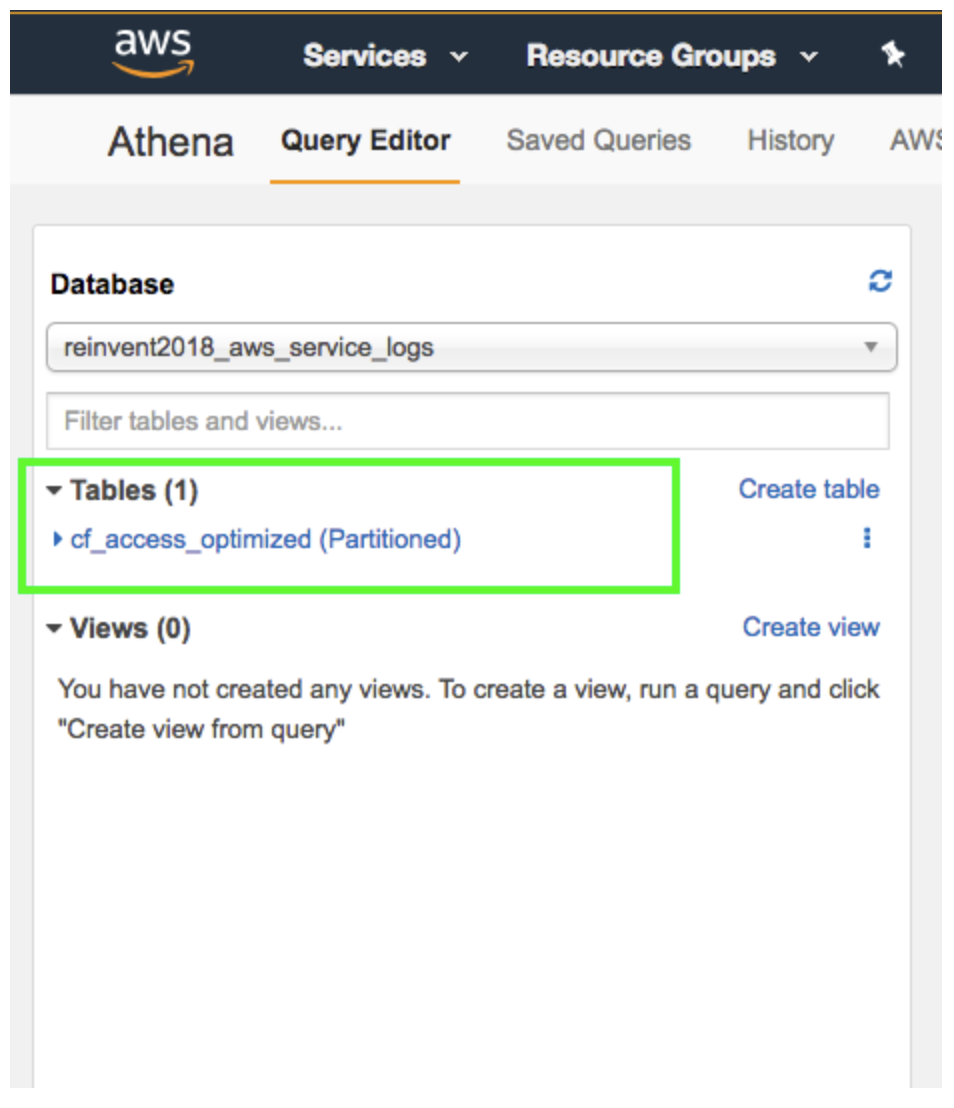 aws Services Resource Groups
Athena Query Editor Saved Queries History AWS
Database
reinvent2018_aws_service_logs
Filter tables and views...
Tables (1) Create table
cf_access_optimized (Partitioned)
Views (0) Create view
You have not created any views. To create a view, run a query and click
"Create view from query"